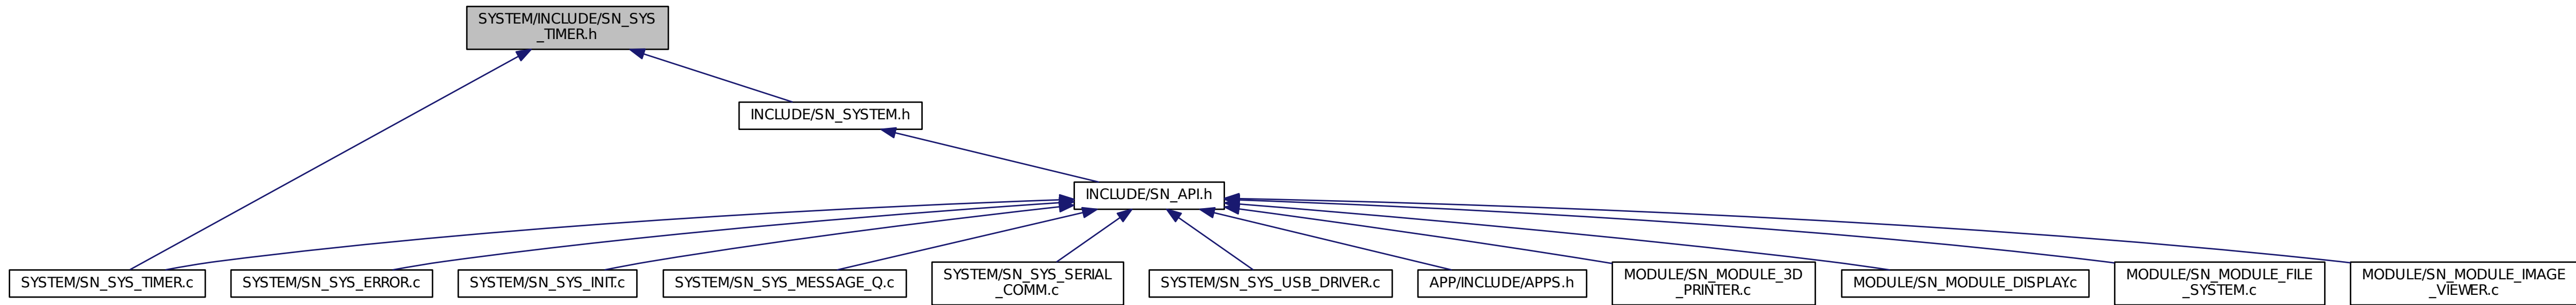 SYSTEM/INCLUDE/SN_SYS
_TIMER.h
INCLUDE/SN_SYSTEM.h
INCLUDE/SN_API.h
SYSTEM/SN_SYS_TIMER.c
SYSTEM/SN_SYS_ERROR.c
SYSTEM/SN_SYS_INIT.c
SYSTEM/SN_SYS_MESSAGE_Q.c
SYSTEM/SN_SYS_SERIAL
_COMM.c
SYSTEM/SN_SYS_USB_DRIVER.c
APP/INCLUDE/APPS.h
MODULE/SN_MODULE_3D
_PRINTER.c
MODULE/SN_MODULE_DISPLAY.c
MODULE/SN_MODULE_FILE
_SYSTEM.c
MODULE/SN_MODULE_IMAGE
_VIEWER.c